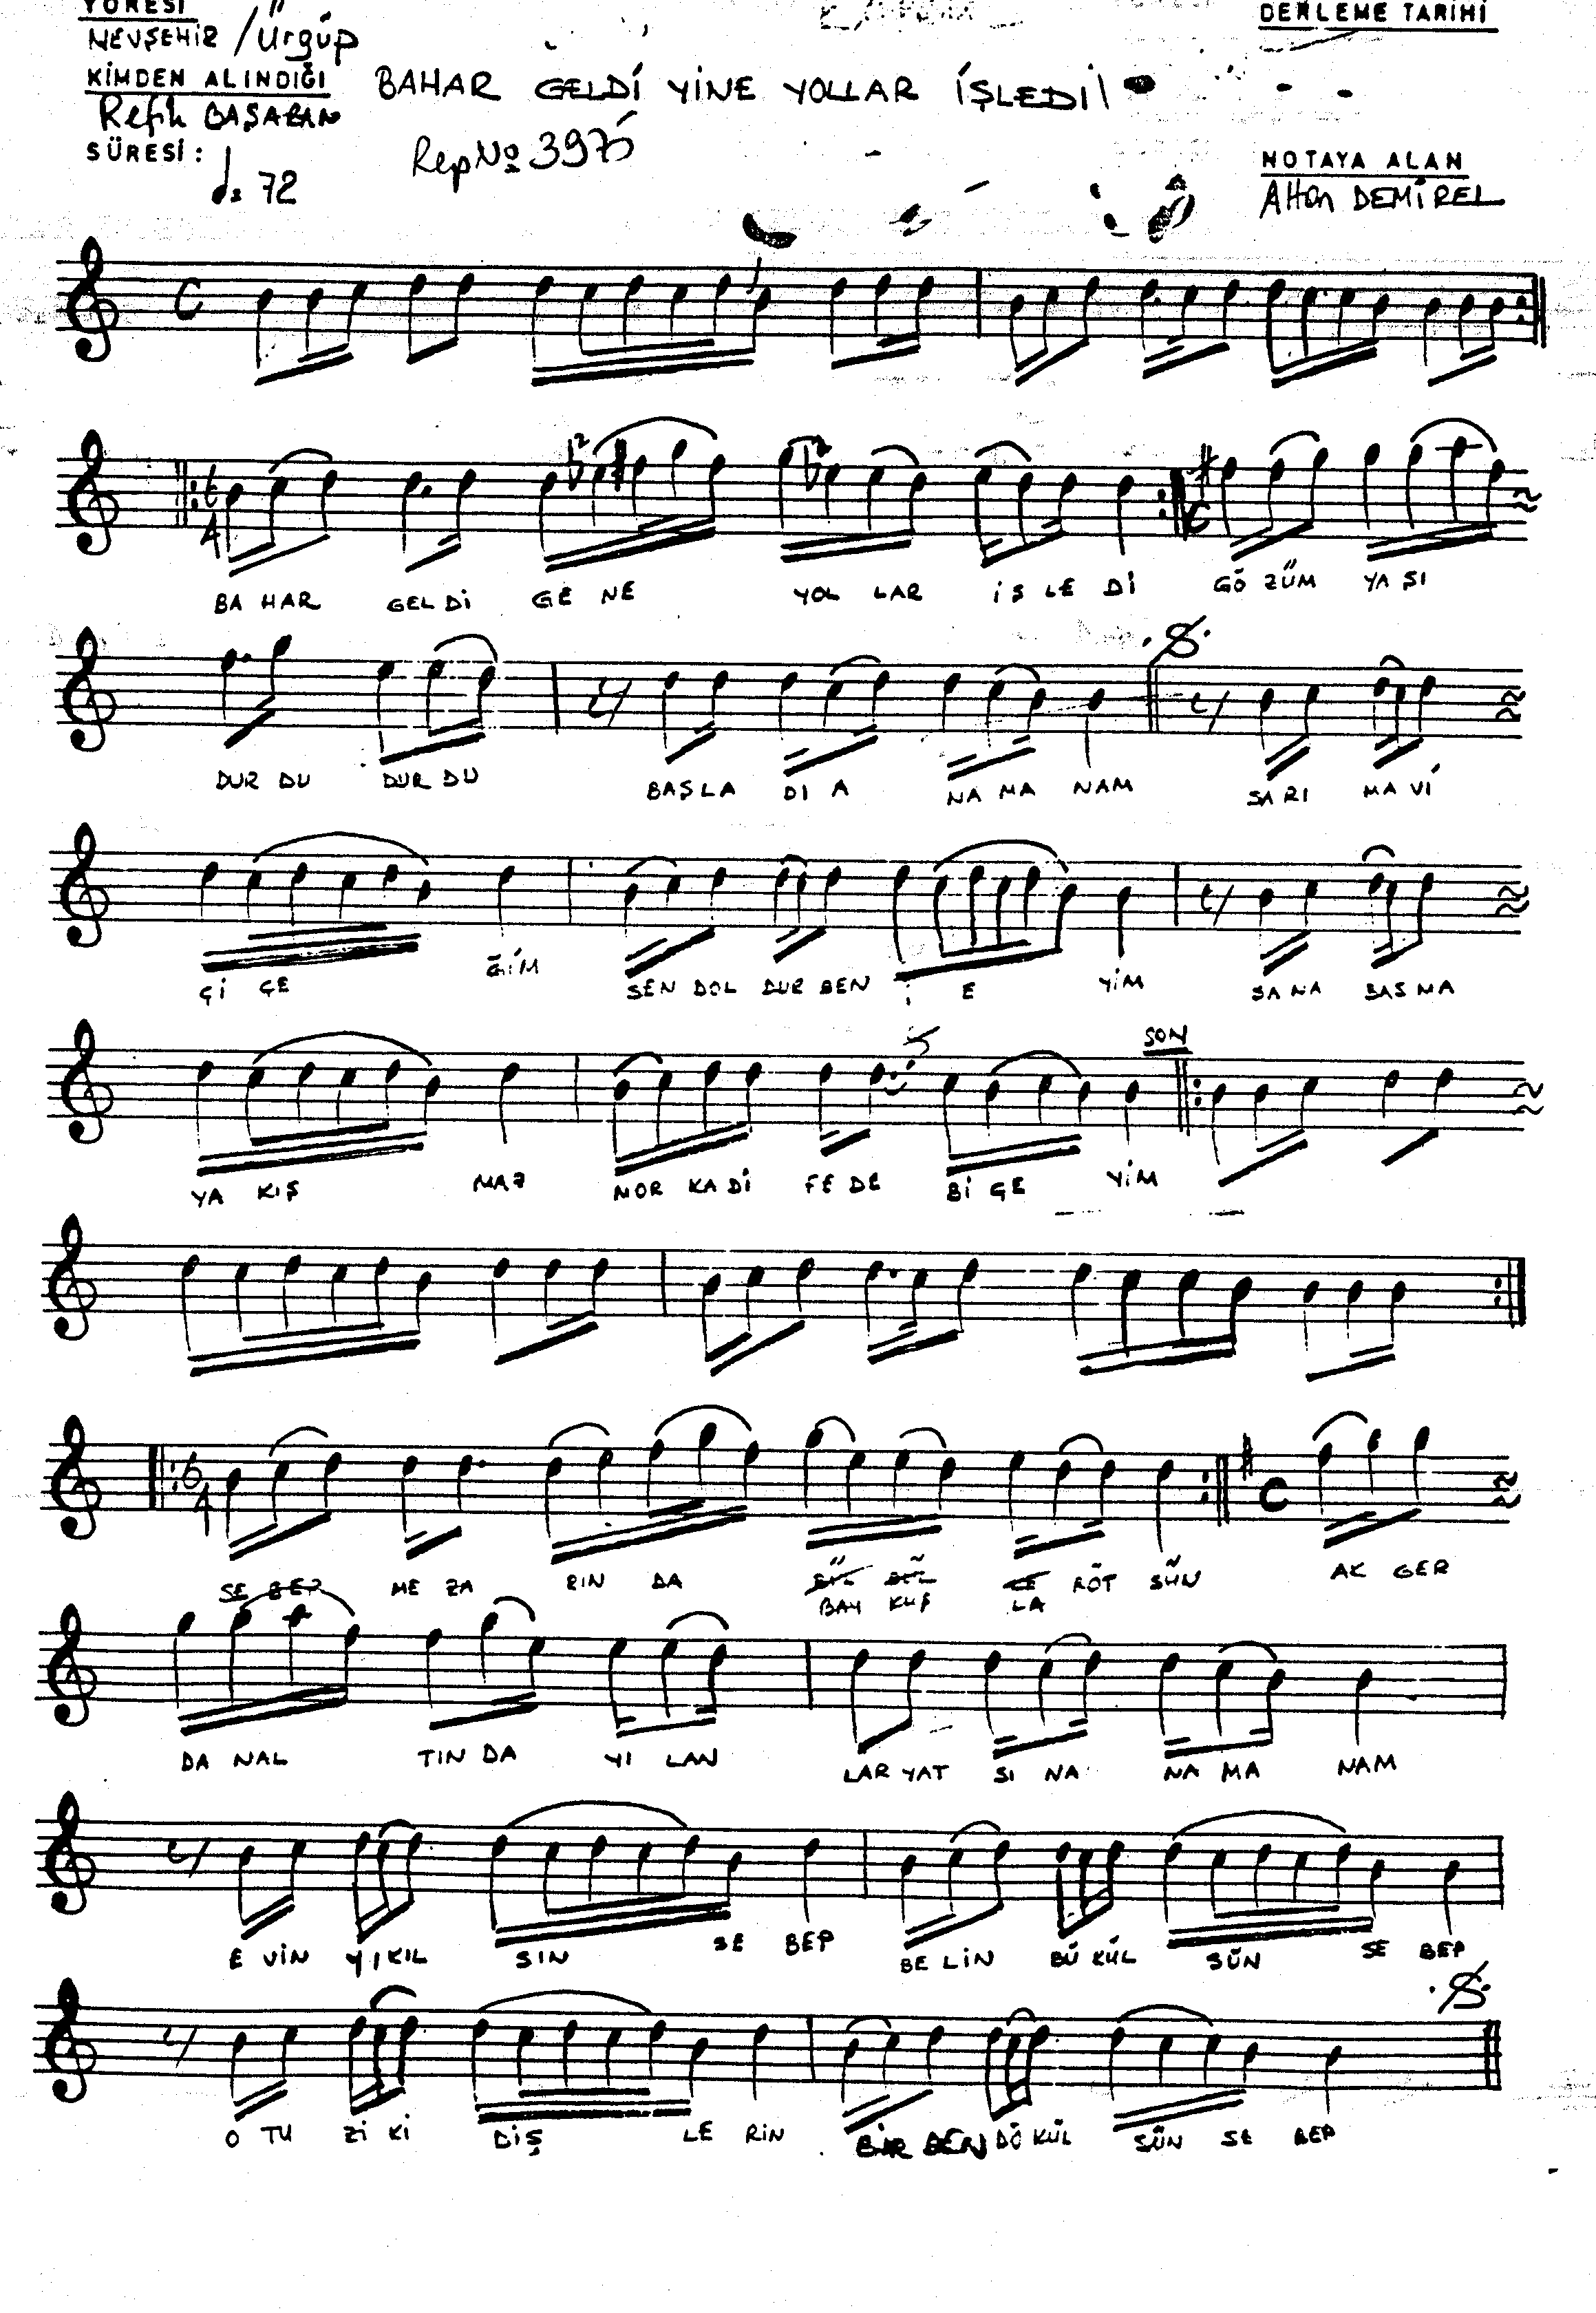 YÖRESİ
NEVŞEHİR / Ürgüp
DERLEME TARİHİ
KİMDEN ALINDIĞI
BAHAR GELDİ YİNE YOLLAR İŞLEDİ
Refik BAŞARAN
SÜRESİ:
Rep No 3975
NOTAYA ALAN
= 72
Altan DEMİREL
BA HAR GEL Dİ GE NE YOL LAR İŞ LE Dİ GÖ ZÜM YA ŞI
DUR DU DUR DU BAŞ LA DI A NA MA NAM SA RI MA Vİ
Çİ ÇE ĞİM SEN DOL DUR BEN İ E YİM SA NA BAS MA
SON
YA KIŞ MAZ MOR KA Dİ FE DE Bİ ÇE YİM
SE BEP ME ZA RIN DA RÖT SÜN AK GER
BAY KUŞ LA
DA NAL TIN DA YI LAN LAR YAT SI NA NA MA NAM
E VİN YI KIL SIN SE BEP BE LİN BÜ KÜL SÜN SE BEP
O TU Zİ Kİ DİŞ LE RİN BİR BEN DÖ KÜL SÜN SE BEP